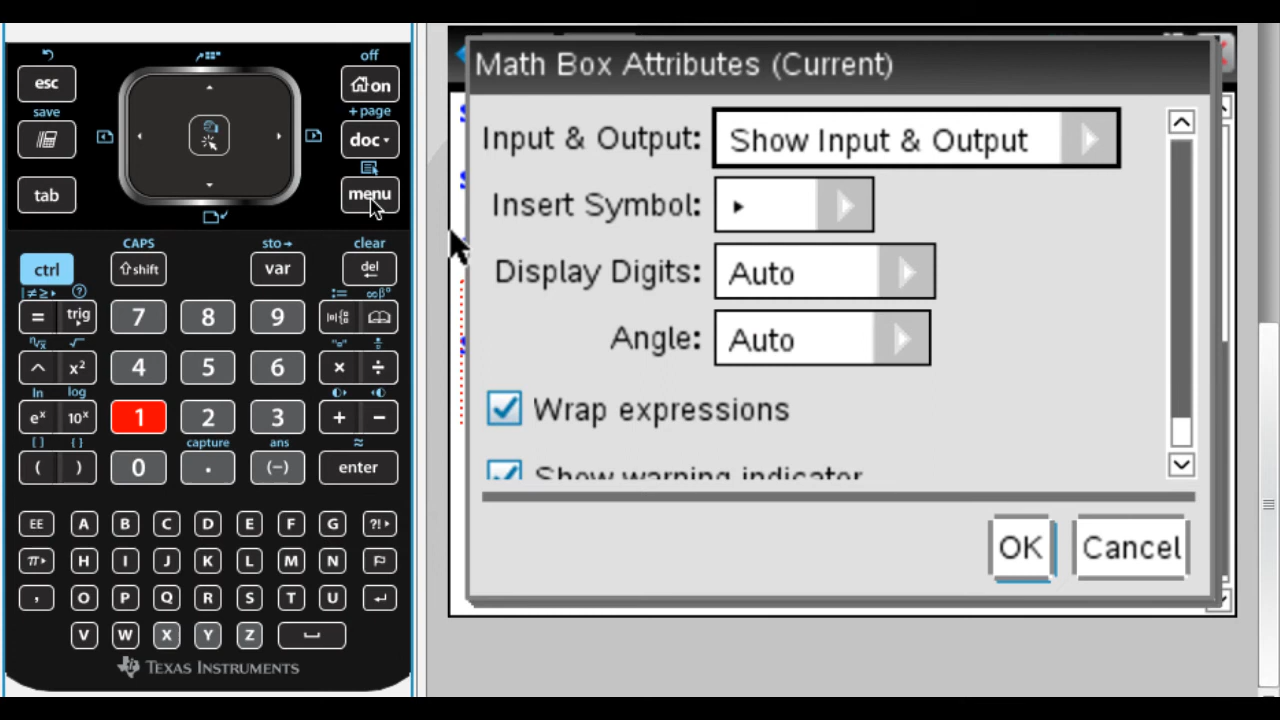 off
esc
on
save
+ page
doc
tab
menu
CAPS
sto→
clear
ctrl
⇧shift
var
del
|≠≥▸
:=
∞β°
=
trig
7
8
9
√
4
5
6
^
x²
×
÷
ln
log
eˣ
10ˣ
1
2
3
+
−
[ ]
{ }
capture
ans
≈
(
)
0
.
(−)
enter
EE
A
B
C
D
E
F
G
?!▸
π▸
H
I
J
K
L
M
N
,
O
P
Q
R
S
T
U
V
W
X
Y
Z
TEXAS INSTRUMENTS
Math Box Attributes (Current)
Input & Output: Show Input & Output
Insert Symbol: ▸
Display Digits: Auto
Angle: Auto
Wrap expressions
Show warning indicator
OK
Cancel